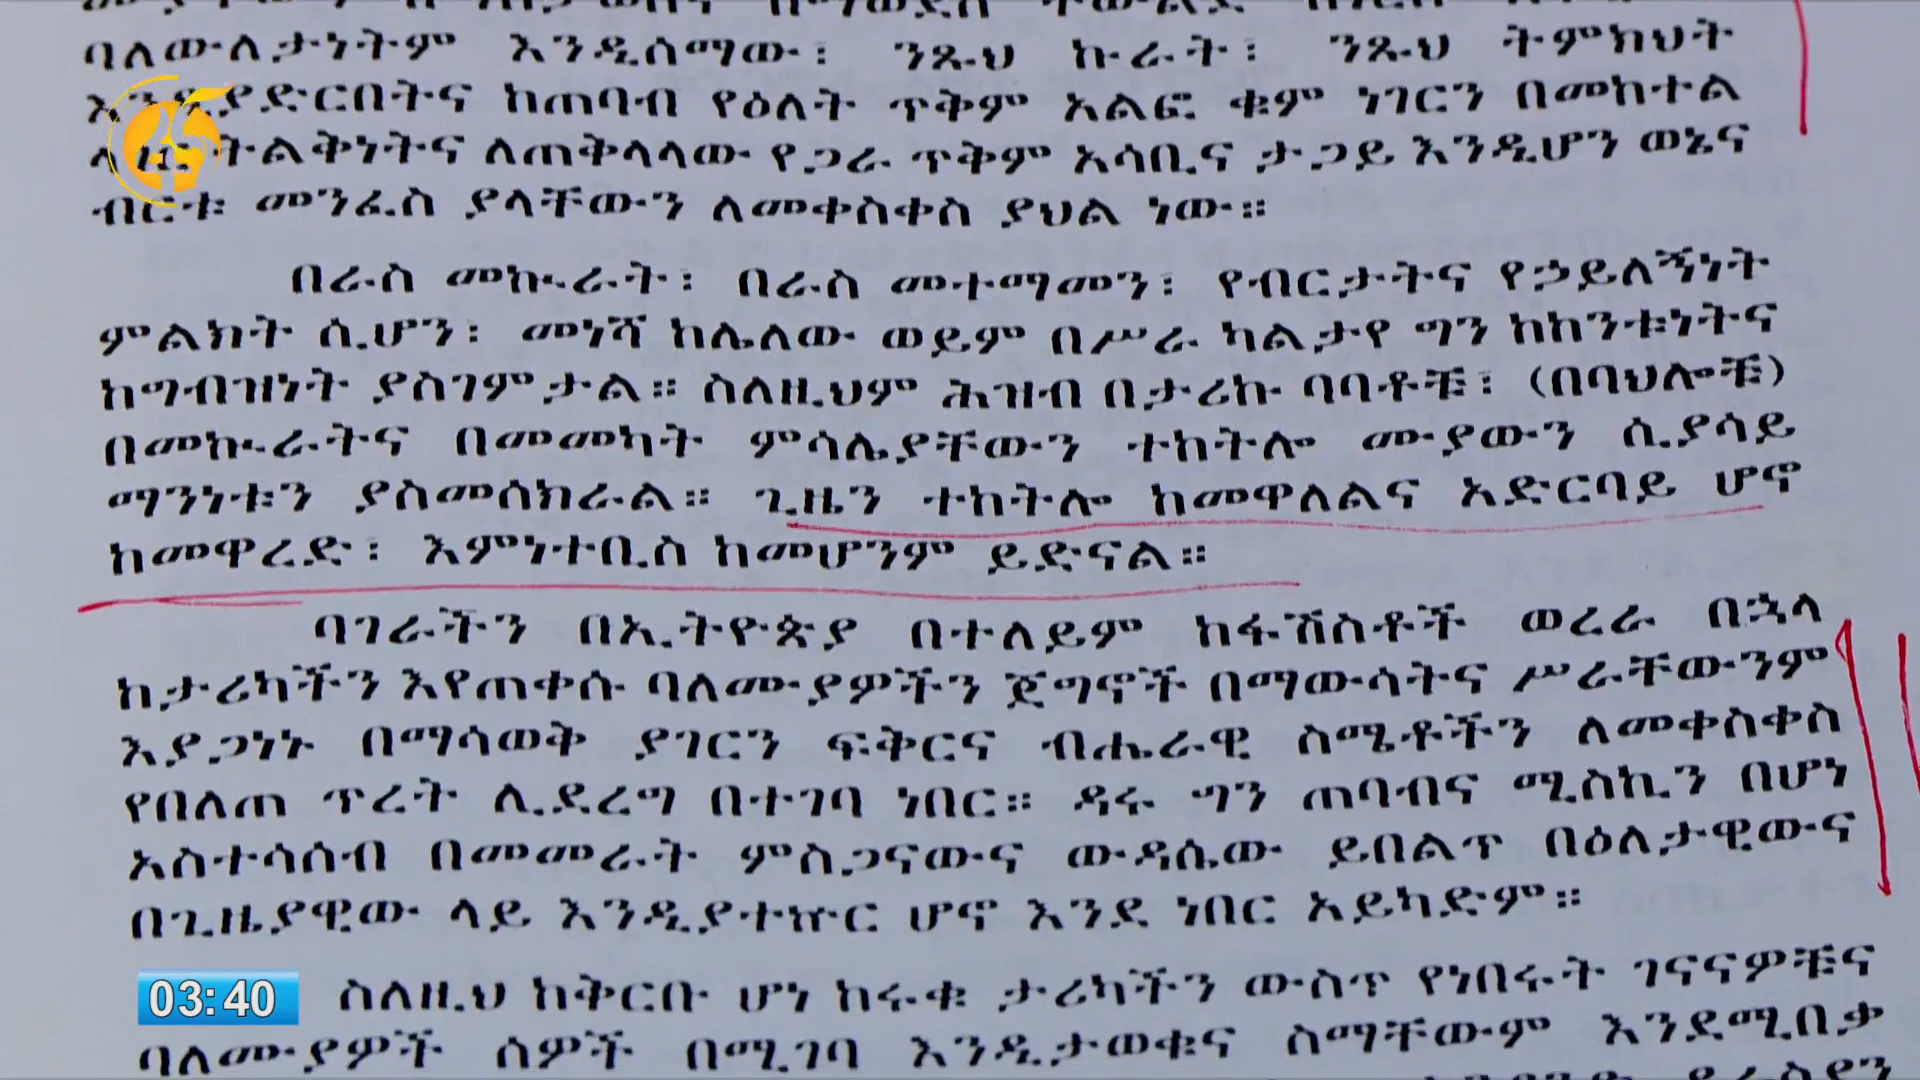 ባለውለታነትም እንዲሰማው፡ ንጹህ ኩራት፡ ንጹህ ትምክህት
እንዲያድርበትና ከጠባብ የዕለት ጥቅም አልፎ ቁም ነገርን በመከተል
ትልቅነትና ለጠቅላላው የጋራ ጥቅም አሳቢና ታጋይ እንዲሆን ወኔና
ብርቱ መንፈስ ያላቸውን ለመቀስቀስ ያህል ነው።
በራስ መኩራት፡ በራስ መተማመን፡ የብርታትና የኃይለኝነት
ምልክት ሲሆን፡ መነሻ ከሌለው ወይም በሥራ ካልታየ ግን ከከንቱነትና
ከግብዝነት ያስገምታል። ስለዚህም ሕዝብ በታሪኩ ባባቶቹ፡ (በባህሎቹ)
በመኩራትና በመመካት ምሳሌያቸውን ተከትሎ ሙያውን ሲያሳይ
ማንነቱን ያስመሰክራል። ጊዜን ተከትሎ ከመዋለልና አድርባይ ሆኖ
ከመዋረድ፡ እምነተቢስ ከመሆንም ይድናል።
ባገራችን በኢትዮጵያ በተለይም ከፋሽስቶች ወረራ በኋላ
ከታሪካችን እየጠቀሱ ባለሙያዎችን ጀግኖች በማውሳትና ሥራቸውንም
እያጋነኑ በማሳወቅ ያገርን ፍቅርና ብሔራዊ ስሜቶችን ለመቀስቀስ
የበለጠ ጥረት ሊደረግ በተገባ ነበር። ዳሩ ግን ጠባብና ሚስኪን በሆነ
አስተሳሰብ በመመራት ምስጋናውና ውዳሴው ይበልጥ በዕለታዊውና
በጊዜያዊው ላይ እንዲያተኩር ሆኖ እንደ ነበር አይካድም።
ስለዚህ ከቅርቡ ሆነ ከሩቁ ታሪካችን ውስጥ የነበሩት ገናናዎቹና
ባለሙያዎች ሰዎች በሚገባ እንዲታወቁና ስማቸውም እንደሚበቃ
03:40